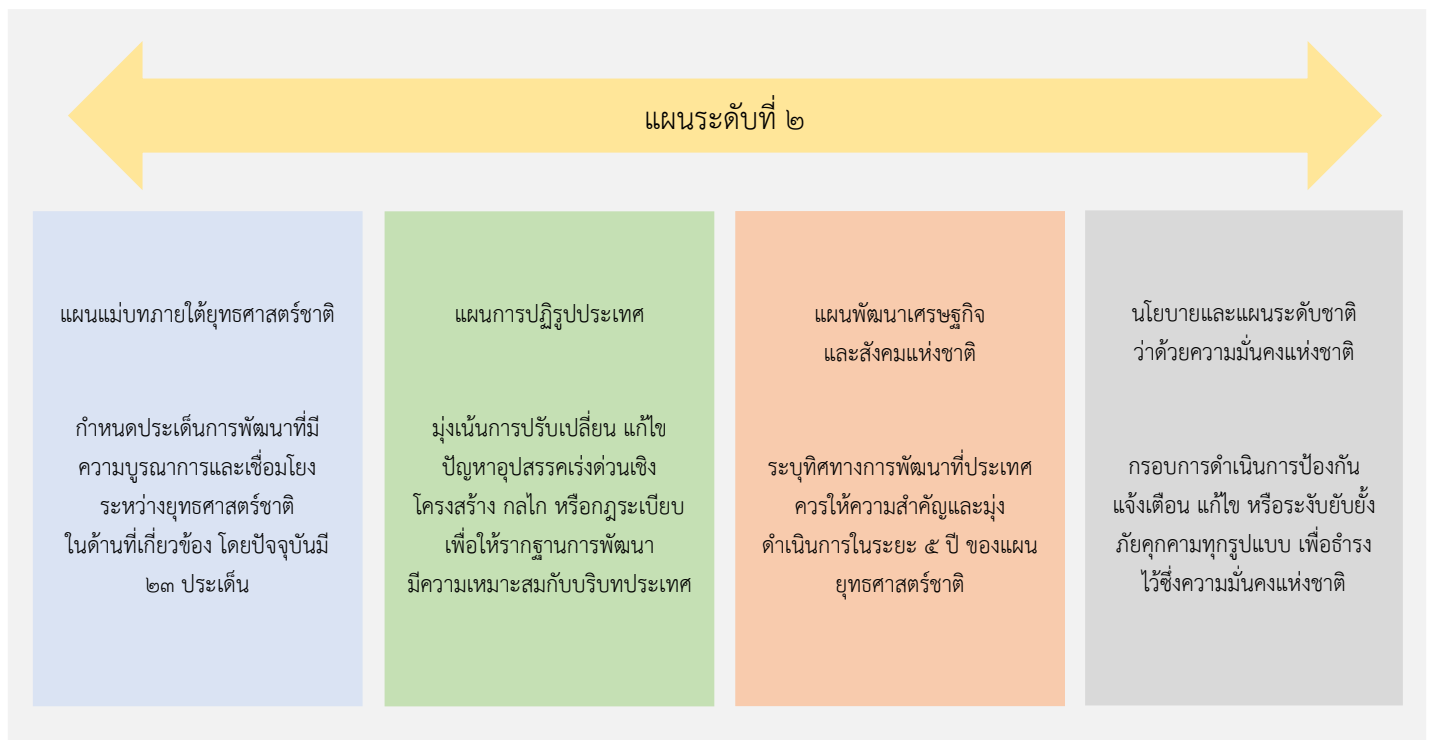 แผนระดับที่ ๒
แผนแม่บทภายใต้ยุทธศาสตร์ชาติ
กำหนดประเด็นการพัฒนาที่มี
ความบูรณาการและเชื่อมโยง
ระหว่างยุทธศาสตร์ชาติ
ในด้านที่เกี่ยวข้อง โดยปัจจุบันมี
๒๓ ประเด็น
แผนการปฏิรูปประเทศ
มุ่งเน้นการปรับเปลี่ยน แก้ไข
ปัญหาอุปสรรคเร่งด่วนเชิง
โครงสร้าง กลไก หรือกฎระเบียบ
เพื่อให้รากฐานการพัฒนา
มีความเหมาะสมกับบริบทประเทศ
แผนพัฒนาเศรษฐกิจ
และสังคมแห่งชาติ
ระบุทิศทางการพัฒนาที่ประเทศ
ควรให้ความสำคัญและมุ่ง
ดำเนินการในระยะ ๕ ปี ของแผน
ยุทธศาสตร์ชาติ
นโยบายและแผนระดับชาติ
ว่าด้วยความมั่นคงแห่งชาติ
กรอบการดำเนินการป้องกัน
แจ้งเตือน แก้ไข หรือระงับยับยั้ง
ภัยคุกคามทุกรูปแบบ เพื่อธำรง
ไว้ซึ่งความมั่นคงแห่งชาติ